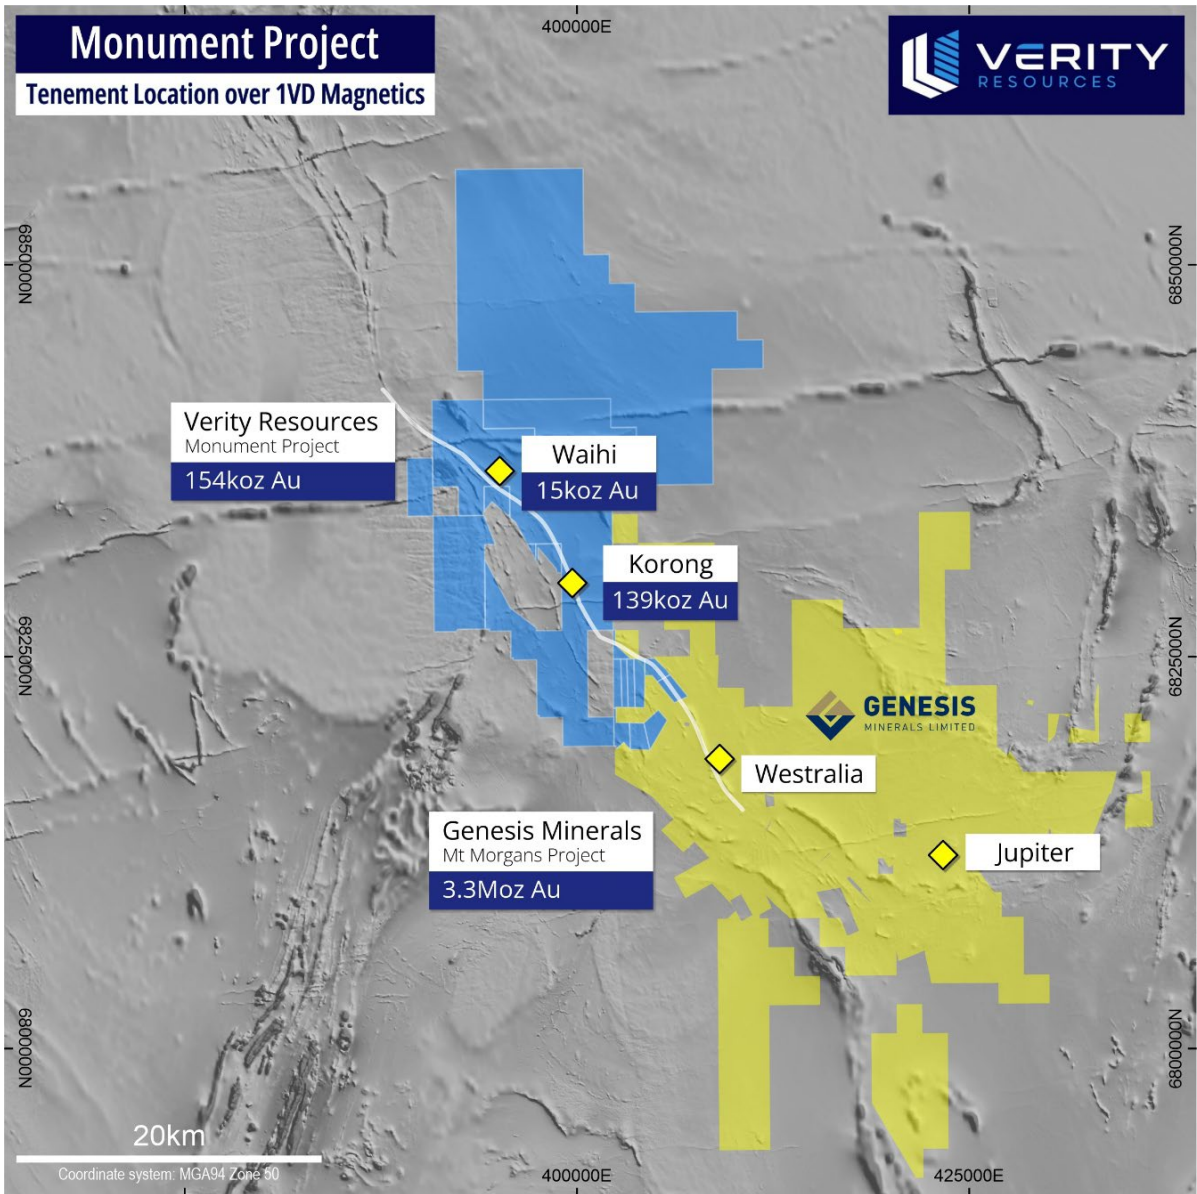 Monument Project
Tenement Location over 1VD Magnetics
400000E
VERITY
RESOURCES
6850000N
6850000N
Verity Resources
Monument Project
154koz Au
Waihi
15koz Au
Korong
139koz Au
6825000N
6825000N
GENESIS
MINERALS LIMITED
Westralia
Genesis Minerals
Mt Morgans Project
3.3Moz Au
Jupiter
6800000N
6800000N
20km
Coordinate system: MGA94 Zone 50
400000E
425000E